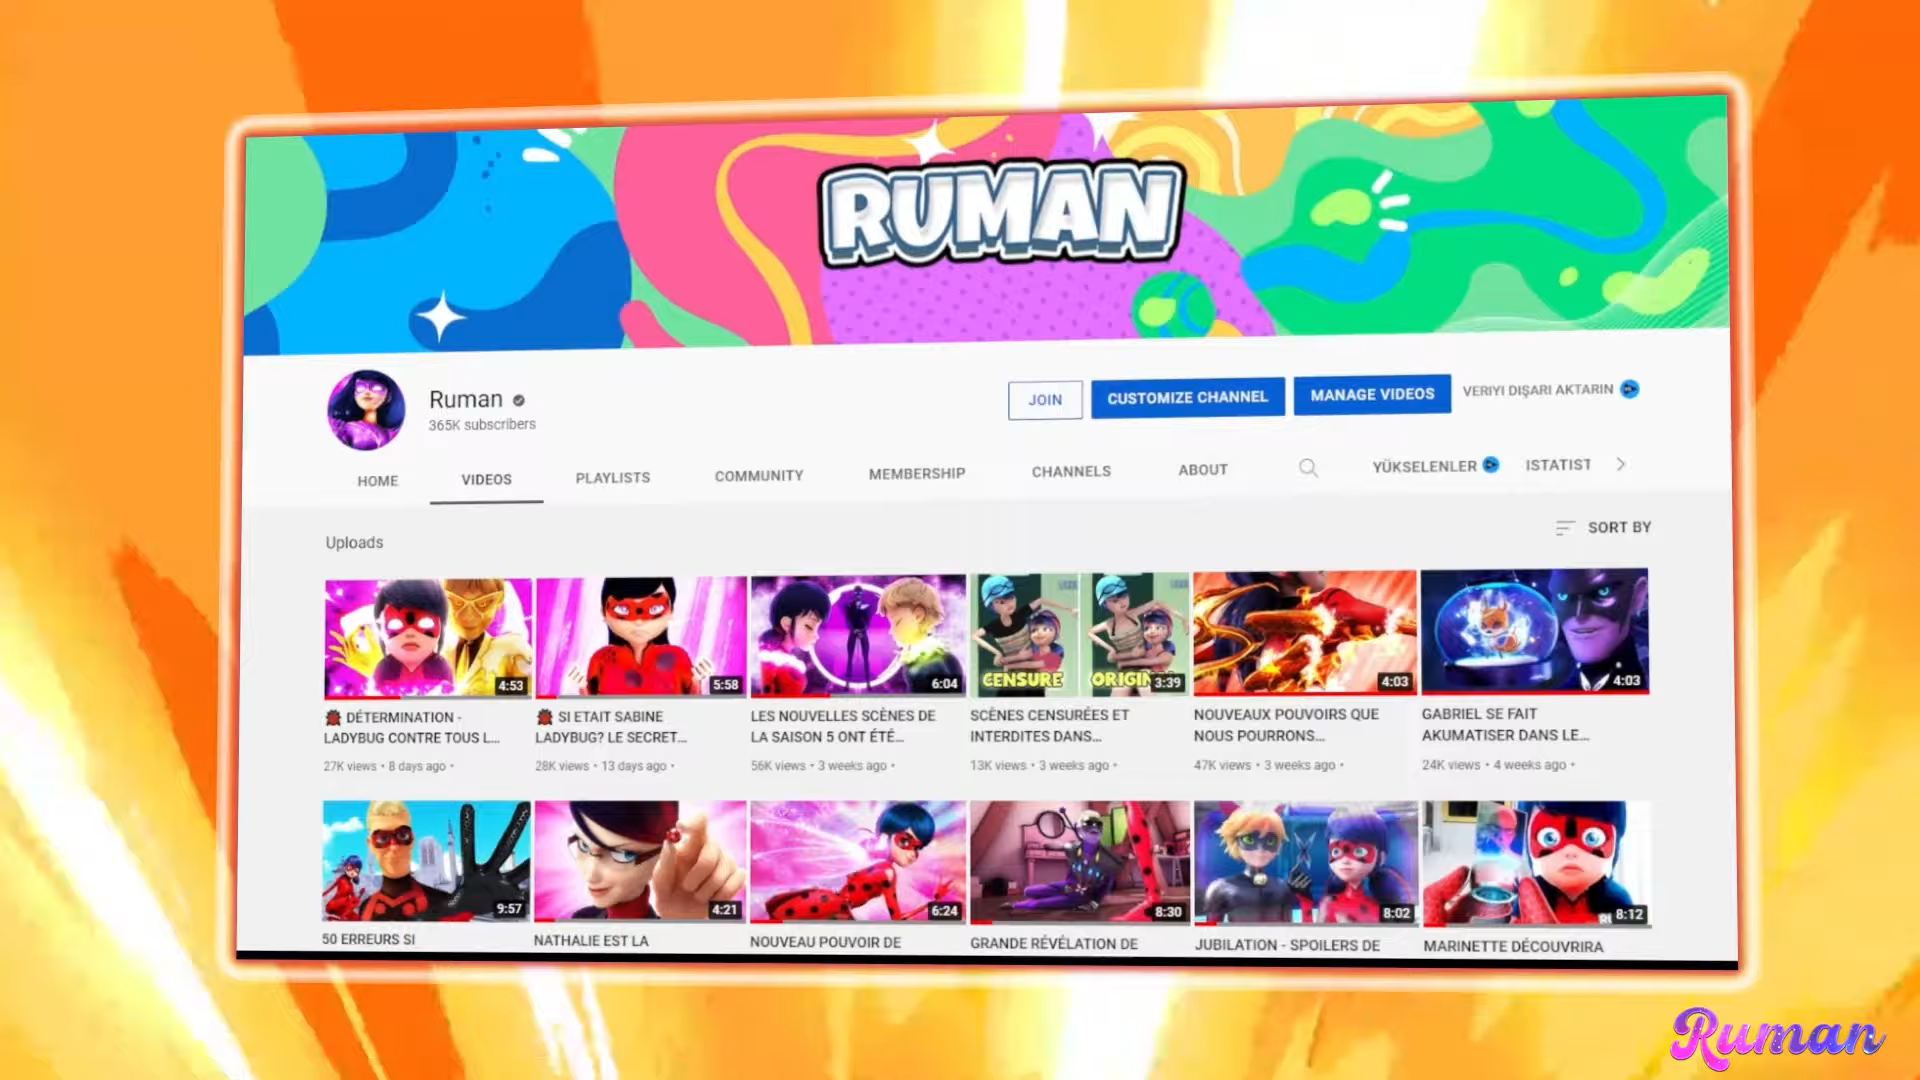 RUMAN
Ruman
365K subscribers
JOIN
CUSTOMIZE CHANNEL
MANAGE VIDEOS
VERIYI DIŞARI AKTARIN
HOME
VIDEOS
PLAYLISTS
COMMUNITY
MEMBERSHIP
CHANNELS
ABOUT
YÜKSELENLER
ISTATIST
Uploads
SORT BY
4:53
5:58
6:04
CENSURE
ORIGIN
3:39
4:03
4:03
DÉTERMINATION -
LADYBUG CONTRE TOUS L...
27K views • 8 days ago •
SI ETAIT SABINE
LADYBUG? LE SECRET...
28K views • 13 days ago •
LES NOUVELLES SCÈNES DE
LA SAISON 5 ONT ÉTÉ...
56K views • 3 weeks ago •
SCÈNES CENSURÉES ET
INTERDITES DANS...
13K views • 3 weeks ago •
NOUVEAUX POUVOIRS QUE
NOUS POURRONS...
47K views • 3 weeks ago •
GABRIEL SE FAIT
AKUMATISER DANS LE...
24K views • 4 weeks ago •
9:57
4:21
6:24
8:30
8:02
8:12
50 ERREURS SI
NATHALIE EST LA
NOUVEAU POUVOIR DE
GRANDE RÉVÉLATION DE
JUBILATION - SPOILERS DE
MARINETTE DÉCOUVRIRA
Ruman